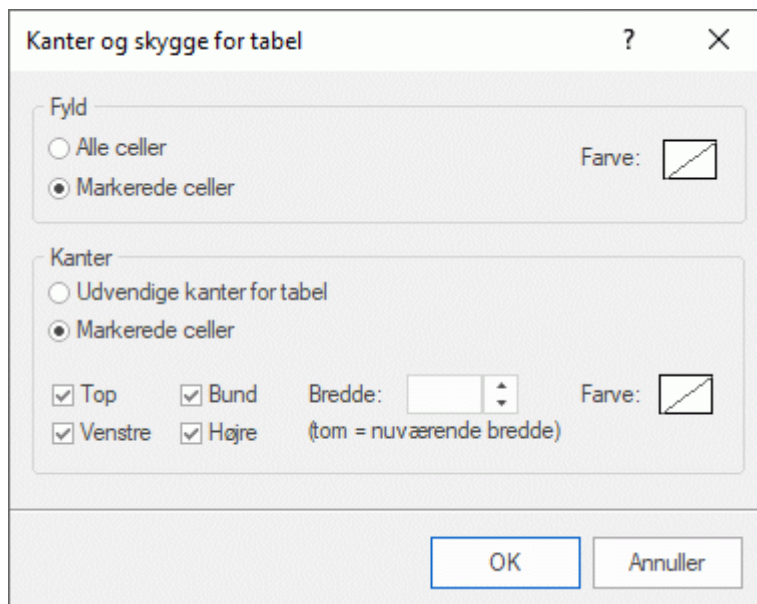 Kanter og skygge for tabel ?
Fyld
Alle celler
Farve:
Markerede celler
Kanter
Udvendige kanter for tabel
Markerede celler
Top Bund Bredde: Farve:
Venstre Højre (tom = nuværende bredde)
OK Annuller